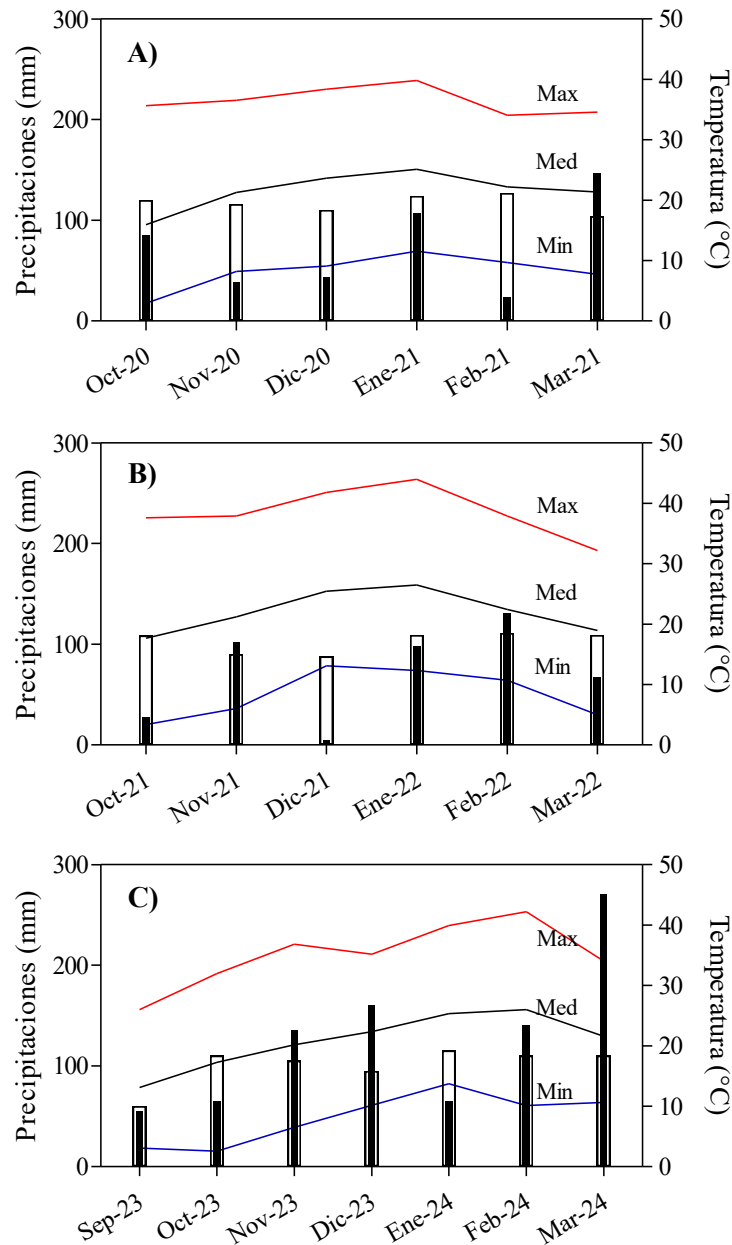 A)
Precipitaciones (mm)
300
200
100
0
Max
Med
Min
50
40
30
20
10
0
Temperatura (°C)
Oct-20
Nov-20
Dic-20
Ene-21
Feb-21
Mar-21
B)
Precipitaciones (mm)
300
200
100
0
Max
Med
Min
50
40
30
20
10
0
Temperatura (°C)
Oct-21
Nov-21
Dic-21
Ene-22
Feb-22
Mar-22
C)
Precipitaciones (mm)
300
200
100
0
Max
Med
Min
50
40
30
20
10
0
Temperatura (°C)
Sep-23
Oct-23
Nov-23
Dic-23
Ene-24
Feb-24
Mar-24